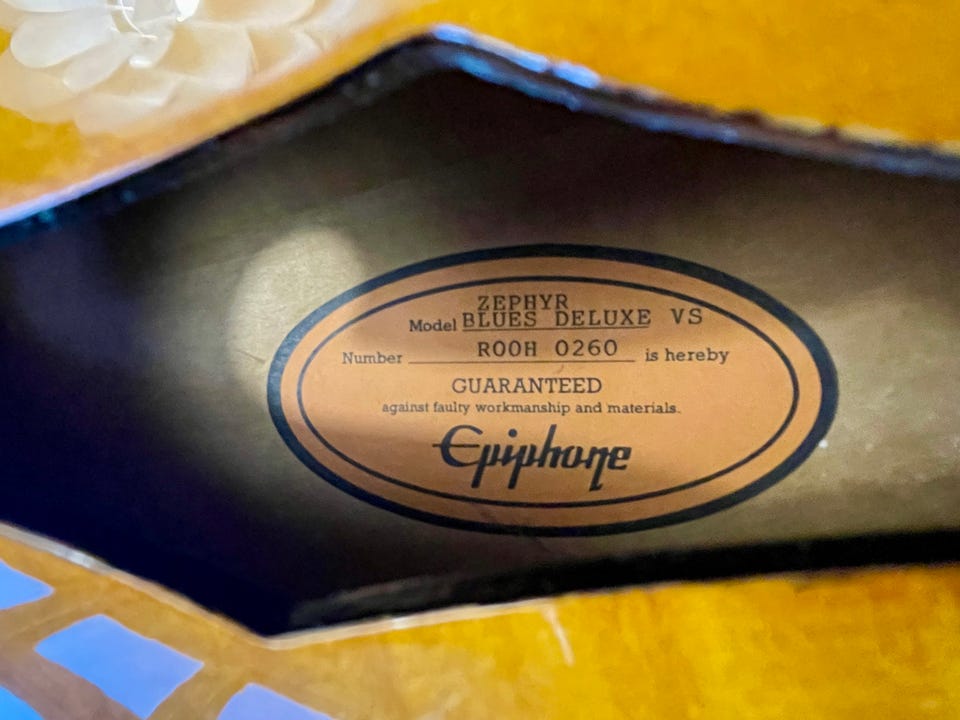 ZEPHYR
Model BLUES DELUXE VS
Number R00H 0260 is hereby
GUARANTEED
against faulty workmanship and materials.
Epiphone